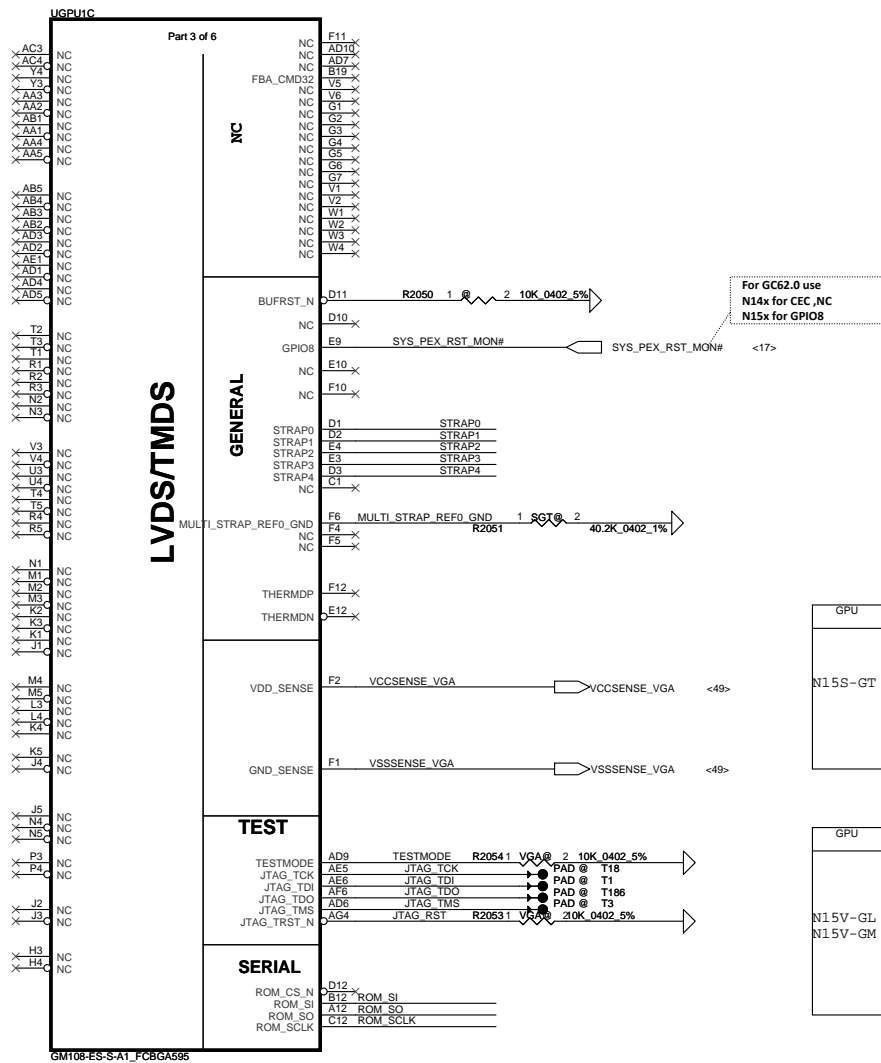 UGPU1C
Part 3 of 6
AC3 NC
AC4 NC
Y4 NC
Y3 NC
AA3 NC
AA2 NC
AB1 NC
AA1 NC
AA4 NC
AA5 NC
AB5 NC
AB4 NC
AB3 NC
AB2 NC
AD3 NC
AD2 NC
AE1 NC
AD1 NC
AD4 NC
AD5 NC
T2 NC
T3 NC
T1 NC
R1 NC
R2 NC
R3 NC
N2 NC
N3 NC
V3 NC
V4 NC
U3 NC
U4 NC
T4 NC
T5 NC
R4 NC
R5 NC
N1 NC
M1 NC
M2 NC
M3 NC
K2 NC
K3 NC
K1 NC
J1 NC
M4 NC
M5 NC
L3 NC
L4 NC
K4 NC
K5 NC
J4 NC
J5 NC
N4 NC
N5 NC
P3 NC
P4 NC
J2 NC
J3 NC
H3 NC
H4 NC
LVDS/TMDS
NC
NC F11
NC AD10
NC AD7
FBA_CMD32 B19
NC V5
NC V6
NC G1
NC G2
NC G3
NC G4
NC G5
NC G6
NC G7
NC V1
NC V2
NC W1
NC W2
NC W3
NC W4
GENERAL
BUFRST_N D11 R2050 1 @ 2 10K_0402_5%
NC D10
GPIO8 E9 SYS_PEX_RST_MON# SYS_PEX_RST_MON# <17>
For GC62.0 use
N14x for CEC ,NC
N15x for GPIO8
NC E10
NC F10
STRAP0 D1 STRAP0
STRAP1 D2 STRAP1
STRAP2 E4 STRAP2
STRAP3 E3 STRAP3
STRAP4 D3 STRAP4
NC C1
MULTI_STRAP_REF0_GND F6 MULTI_STRAP_REF0_GND R2051 1 SGT@ 2 40.2K_0402_1%
NC F4
NC F5
THERMDP F12
THERMDN E12
VDD_SENSE F2 VCCSENSE_VGA VCCSENSE_VGA <49>
GND_SENSE F1 VSSSENSE_VGA VSSSENSE_VGA <49>
TEST
TESTMODE AD9 TESTMODE R2054 1 VGA@ 2 10K_0402_5%
JTAG_TCK AE5 JTAG_TCK PAD @ T18
JTAG_TDI AE6 JTAG_TDI PAD @ T1
JTAG_TDO AF6 JTAG_TDO PAD @ T186
JTAG_TMS AD6 JTAG_TMS PAD @ T3
JTAG_TRST_N AG4 JTAG_RST R2053 1 VGA@ 2 10K_0402_5%
SERIAL
ROM_CS_N D12
ROM_SI B12 ROM_SI
ROM_SO A12 ROM_SO
ROM_SCLK C12 ROM_SCLK
GM108-ES-S-A1_FCBGA595
GPU
N15S-GT
GPU
N15V-GL
N15V-GM